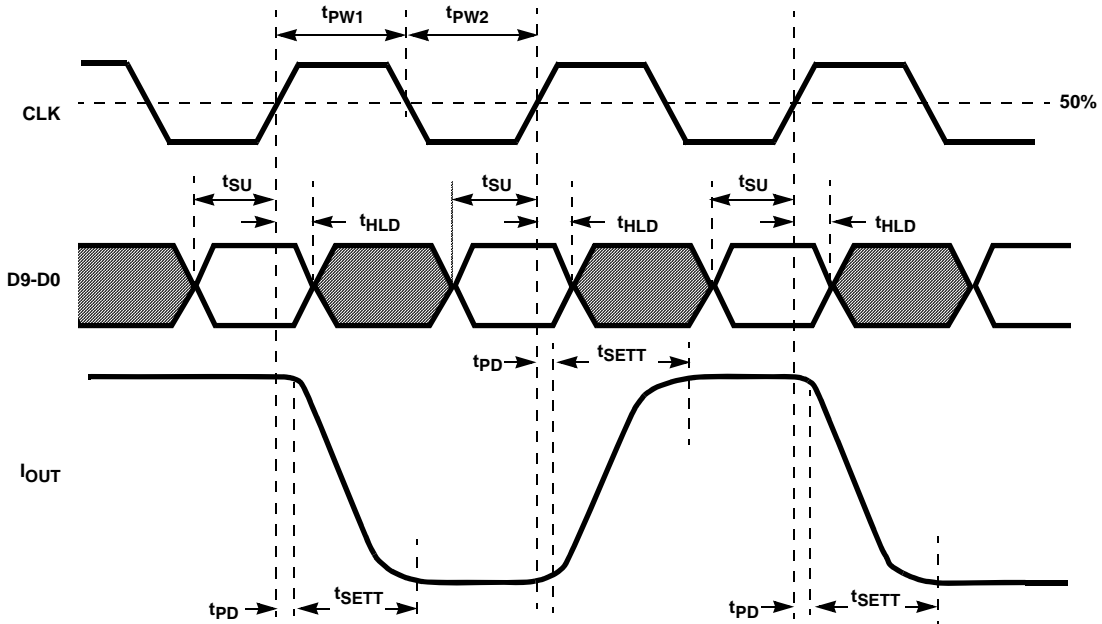 tPW1 tPW2
CLK
50%
tSU tSU tSU
tHLD tHLD tHLD
D9-D0
tPD tSETT
IOUT
tPD tSETT tPD tSETT